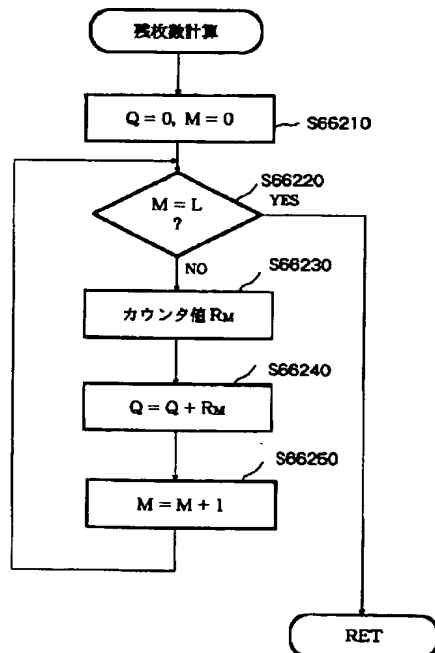 残枚数計算
Q = 0, M = 0
S66210
S66220
M = L
?
YES
NO
S66230
カウンタ値 RM
S66240
Q = Q + RM
S66250
M = M + 1
RET